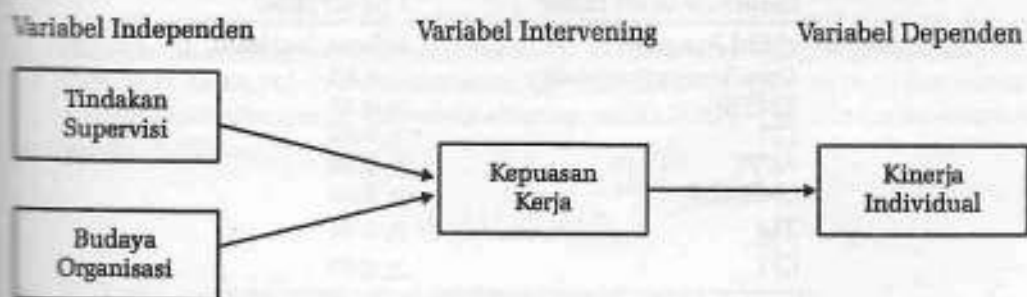 Variabel Independen
Variabel Intervening
Variabel Dependen
Tindakan
Supervisi
Kepuasan
Kerja
Kinerja
Individual
Budaya
Organisasi